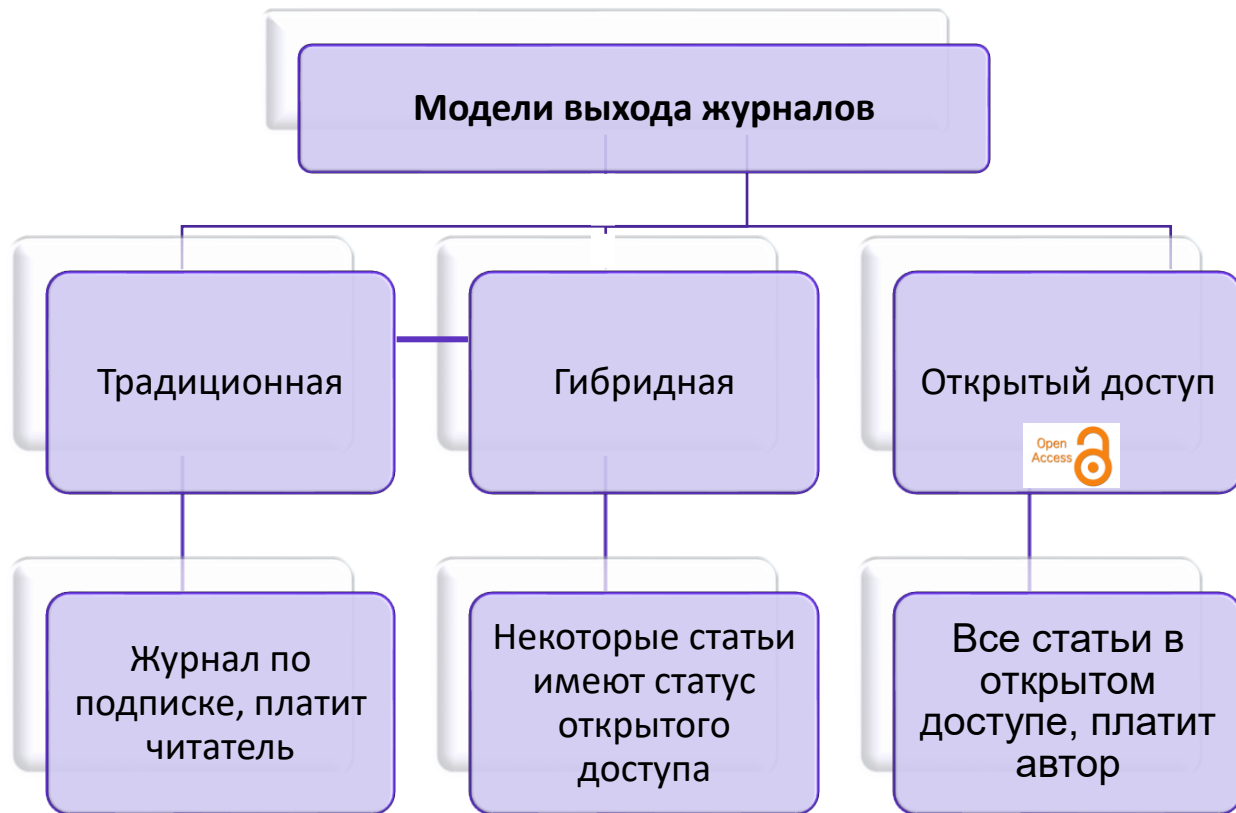 Модели выхода журналов
Традиционная
Гибридная
Открытый доступ
Open
Access
Журнал по
подписке, платит
читатель
Некоторые статьи
имеют статус
открытого
доступа
Все статьи в
открытом
доступе, платит
автор